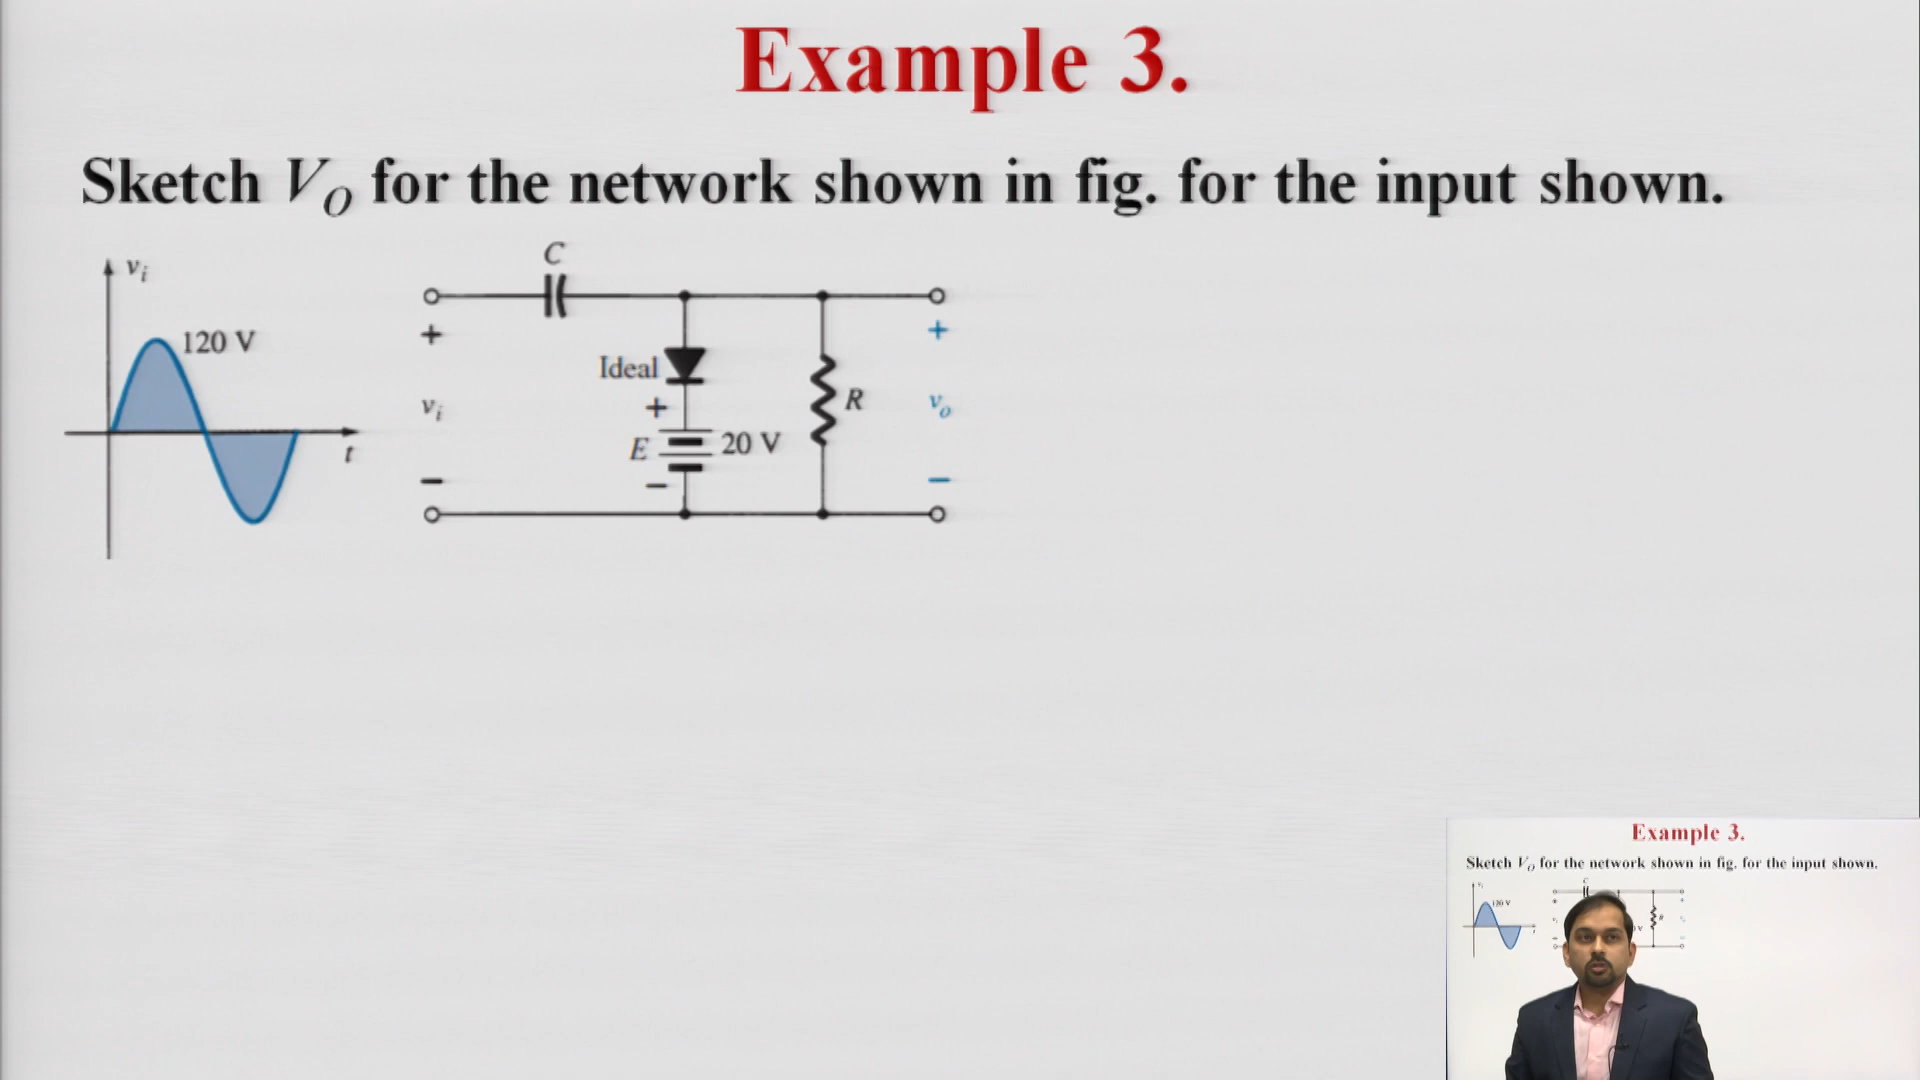 Example 3.
Sketch V_O for the network shown in fig. for the input shown.
v_i
120 V
t
C
+
v_i
−
Ideal
+
E
20 V
−
R
+
v_o
−
Example 3.
Sketch V_O for the network shown in fig. for the input shown.
120 V
C
R
V